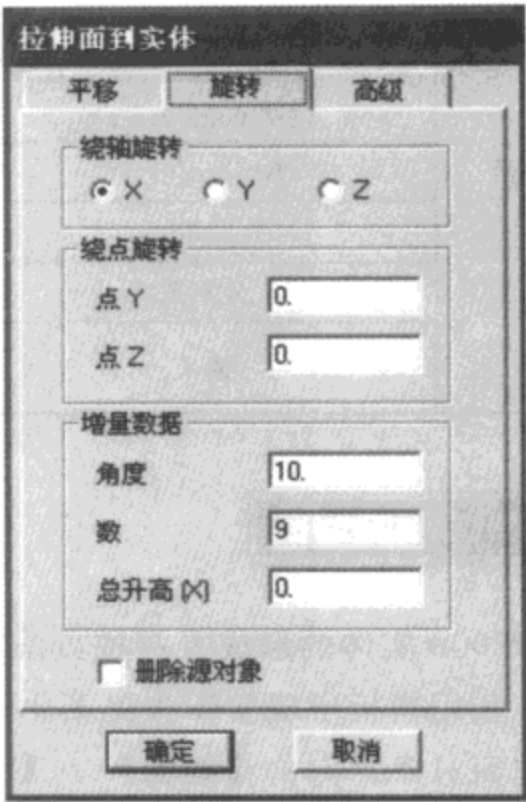 拉伸面到实体
平移 旋转 高级
绕轴旋转
X Y Z
绕点旋转
点 Y 0.
点 Z 0.
增量数据
角度 10.
数 9
总升高 (X) 0.
删除源对象
确定 取消